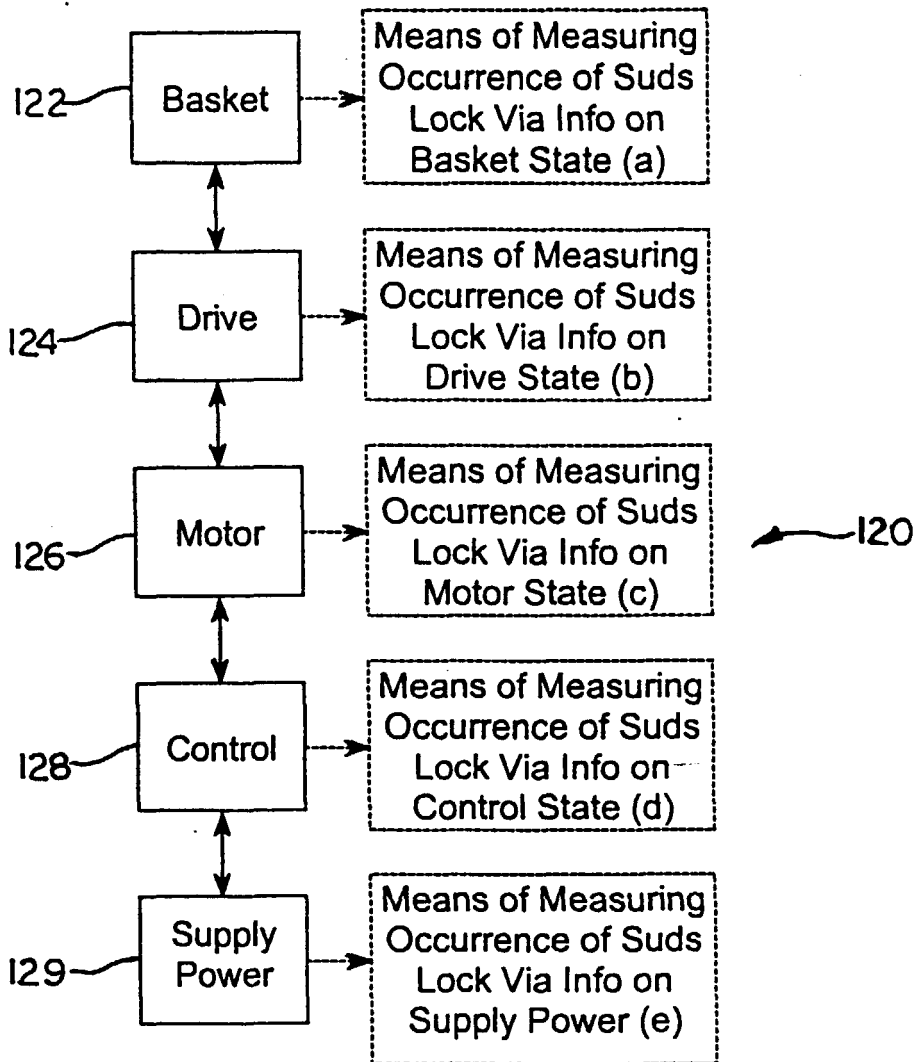 122
Basket
Means of Measuring
Occurrence of Suds
Lock Via Info on
Basket State (a)
124
Drive
Means of Measuring
Occurrence of Suds
Lock Via Info on
Drive State (b)
126
Motor
Means of Measuring
Occurrence of Suds
Lock Via Info on
Motor State (c)
120
128
Control
Means of Measuring
Occurrence of Suds
Lock Via Info on
Control State (d)
129
Supply
Power
Means of Measuring
Occurrence of Suds
Lock Via Info on
Supply Power (e)